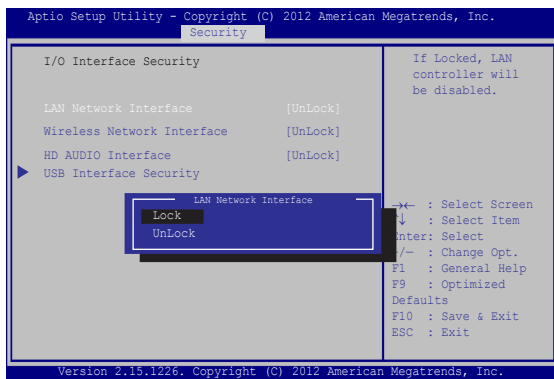 Aptio Setup Utility - Copyright (C) 2012 American Megatrends, Inc.
Security
I/O Interface Security
LAN Network Interface [UnLock]
Wireless Network Interface [UnLock]
HD AUDIO Interface [UnLock]
USB Interface Security
If Locked, LAN
controller will
be disabled.
LAN Network Interface
Lock
UnLock
→← : Select Screen
↑↓ : Select Item
Enter: Select
+/— : Change Opt.
F1 : General Help
F9 : Optimized
Defaults
F10 : Save & Exit
ESC : Exit
Version 2.15.1226. Copyright (C) 2012 American Megatrends, Inc.